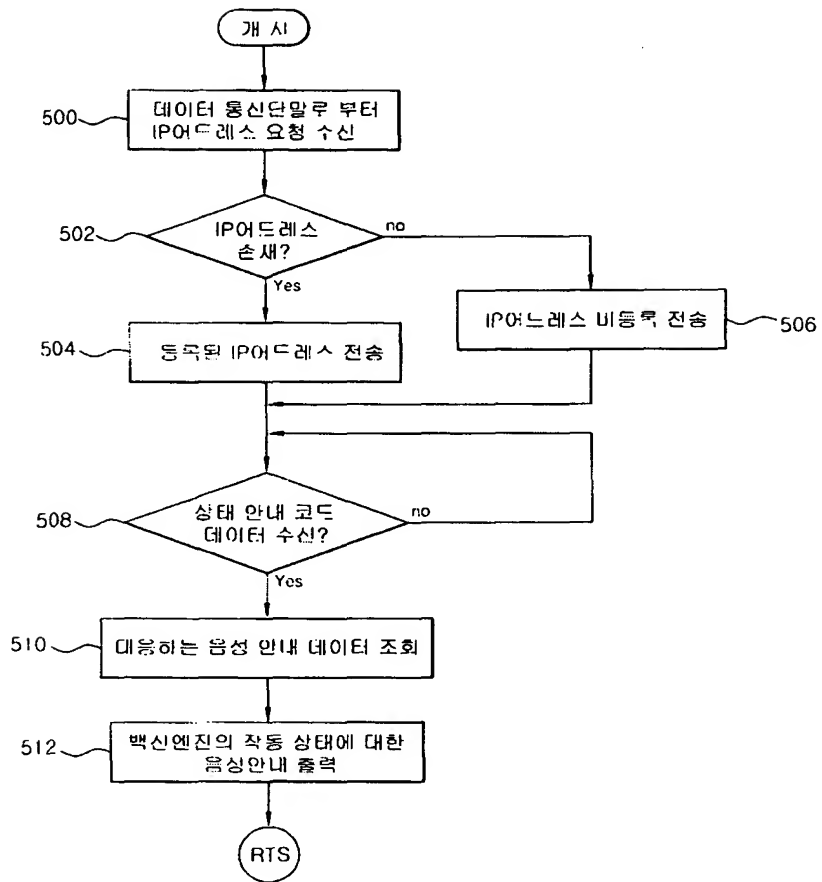 개 시
500
데이터 통신단말로 부터
IP어드레스 요청 수신
502
IP어드레스
손새?
no
Yes
504
등록된 IP어드레스 전송
IP어드레스 비등록 전송
506
508
상태 안내 코드
데이터 수신?
no
Yes
510
대응하는 음성 안내 데이터 조회
512
백신엔진의 작동 상태에 대한
음성안내 출력
RTS